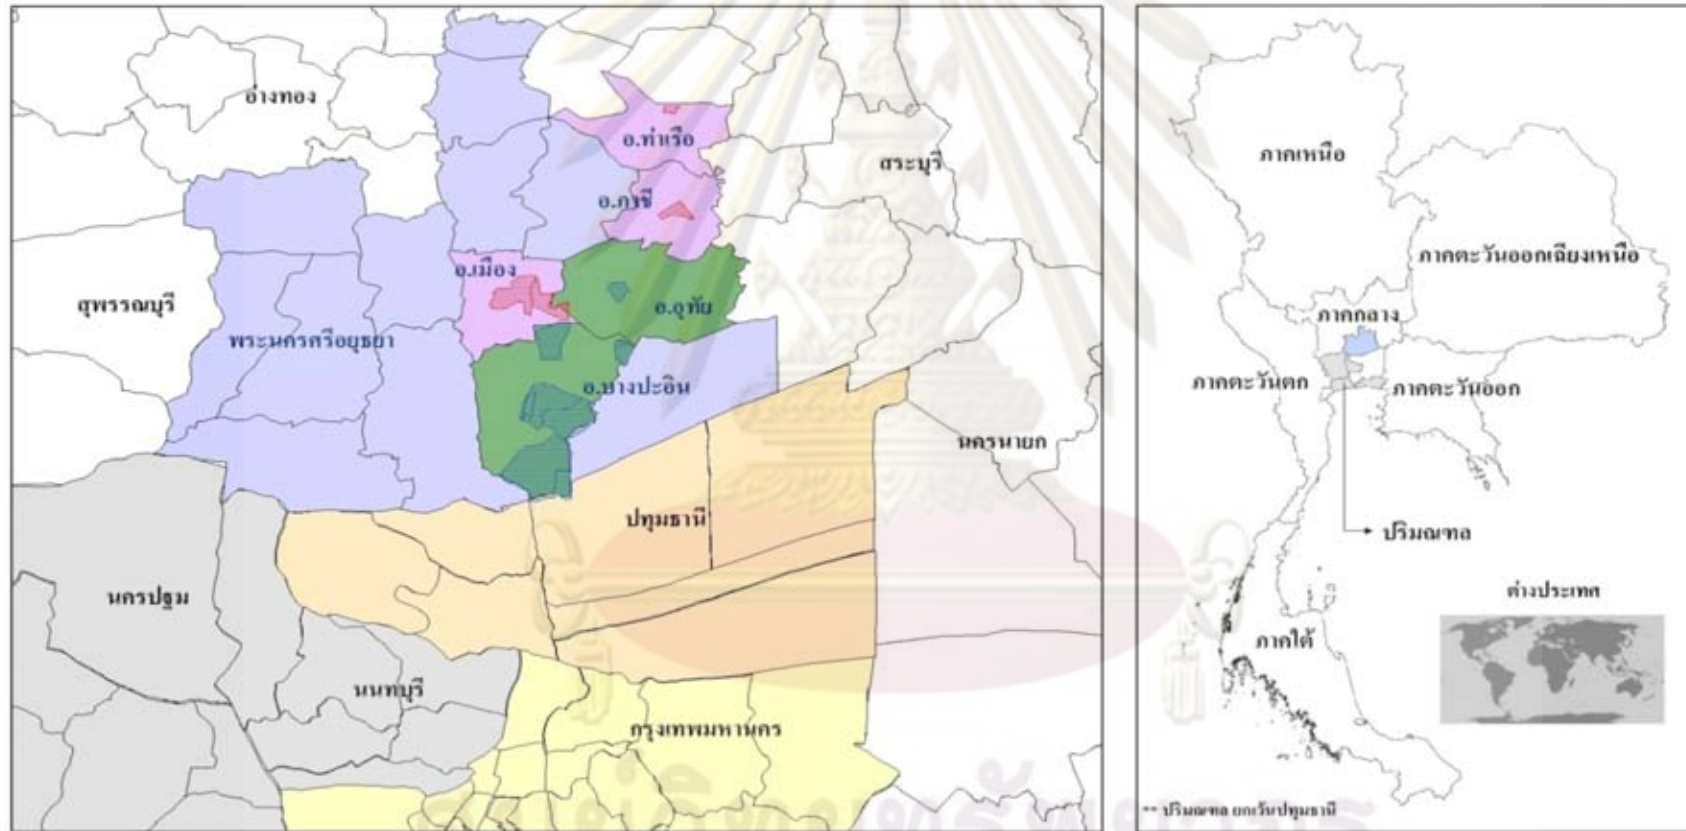 อ่างทอง
อ.ท่าเรือ
สระบุรี
อ.ภาชี
อ.เมือง
สุพรรณบุรี
อ.อุทัย
พระนครศรีอยุธยา
อ.บางปะอิน
นครนายก
ปทุมธานี
นครปฐม
นนทบุรี
กรุงเทพมหานคร
ภาคเหนือ
ภาคตะวันออกเฉียงเหนือ
ภาคกลาง
ภาคตะวันตก
ภาคตะวันออก
ปริมณฑล
ต่างประเทศ
ภาคใต้
** ปริมณฑล ยกเว้นปทุมธานี